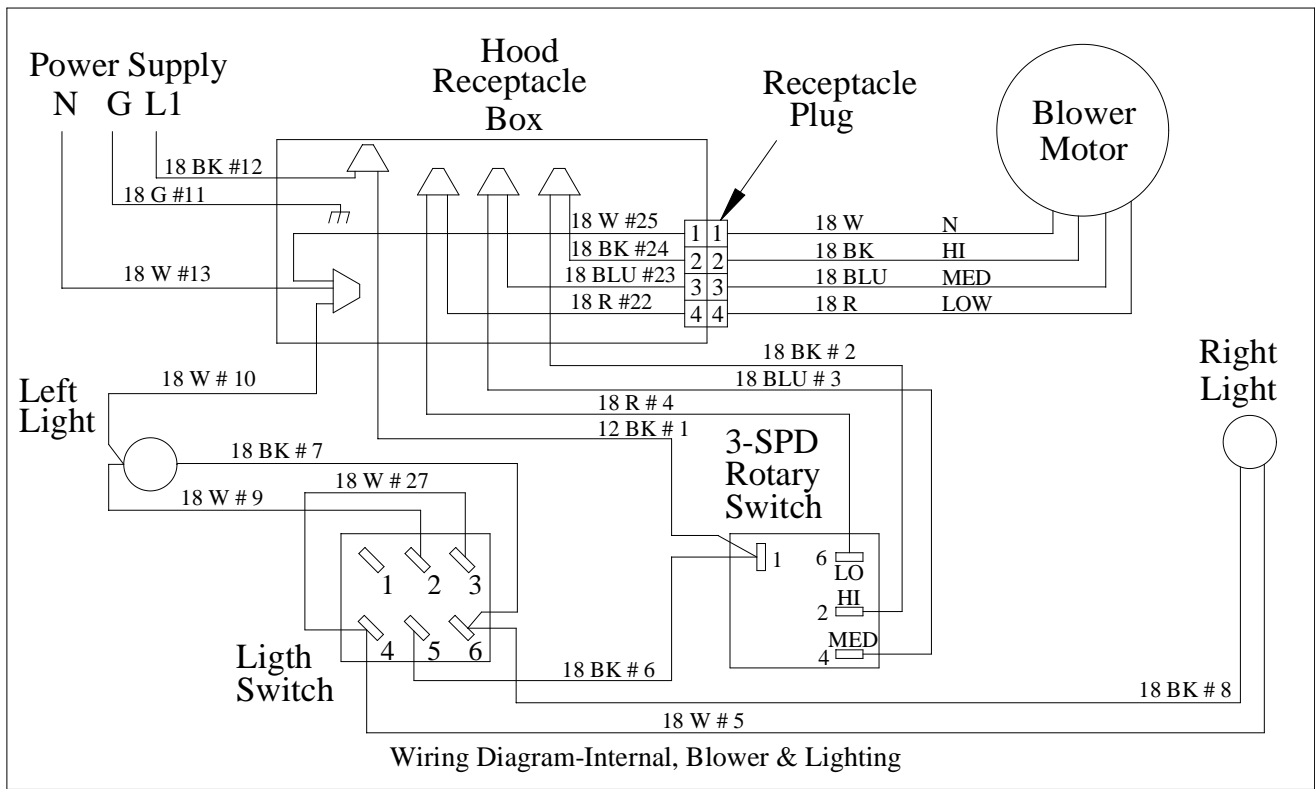 Power Supply
N G L1
Hood
Receptacle
Box
Receptacle
Plug
Blower
Motor
18 BK #12
18 G #11
18 W #13
18 W #25
18 BK #24
18 BLU #23
18 R #22
1 1
2 2
3 3
4 4
18 W N
18 BK HI
18 BLU MED
18 R LOW
18 W # 10
18 BK # 2
18 BLU # 3
18 R # 4
12 BK # 1
Left
Light
Right
Light
18 BK # 7
18 W # 27
18 W # 9
3-SPD
Rotary
Switch
1 2 3
4 5 6
Ligth
Switch
1
6
LO
HI
2
MED
4
18 BK # 6
18 BK # 8
18 W # 5
Wiring Diagram-Internal, Blower & Lighting